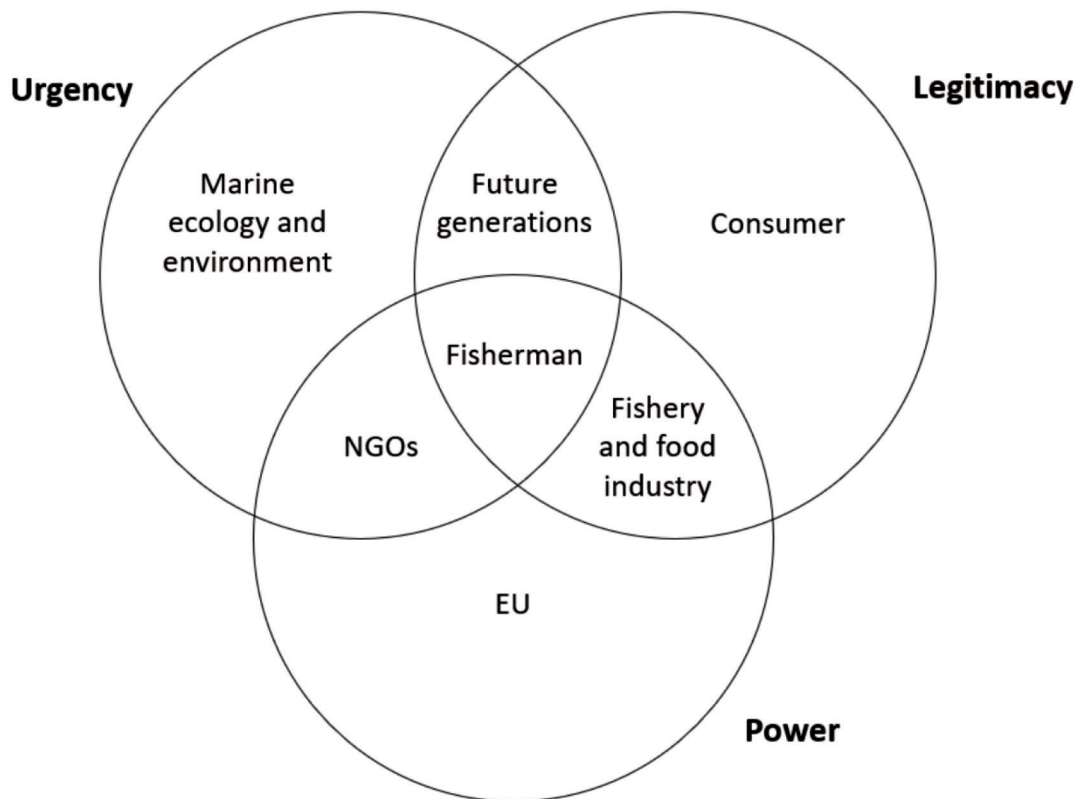 Urgency
Legitimacy
Marine
ecology and
environment
Future
generations
Consumer
Fisherman
NGOs
Fishery
and food
industry
EU
Power